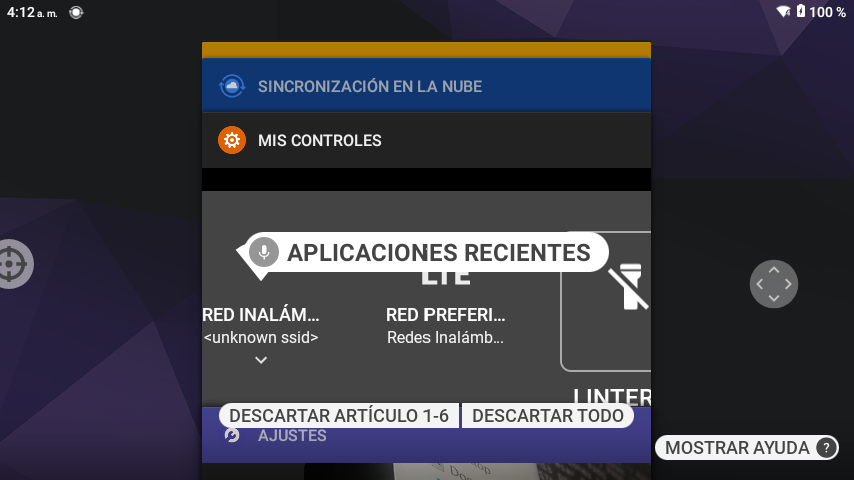 4:12 a. m.
100 %
SINCRONIZACIÓN EN LA NUBE
MIS CONTROLES
APLICACIONES RECIENTES
LTE
RED INALÁM...
RED PREFERI...
<unknown ssid>
Redes Inalámb...
LINTER
DESCARTAR ARTÍCULO 1-6
DESCARTAR TODO
AJUSTES
MOSTRAR AYUDA ?